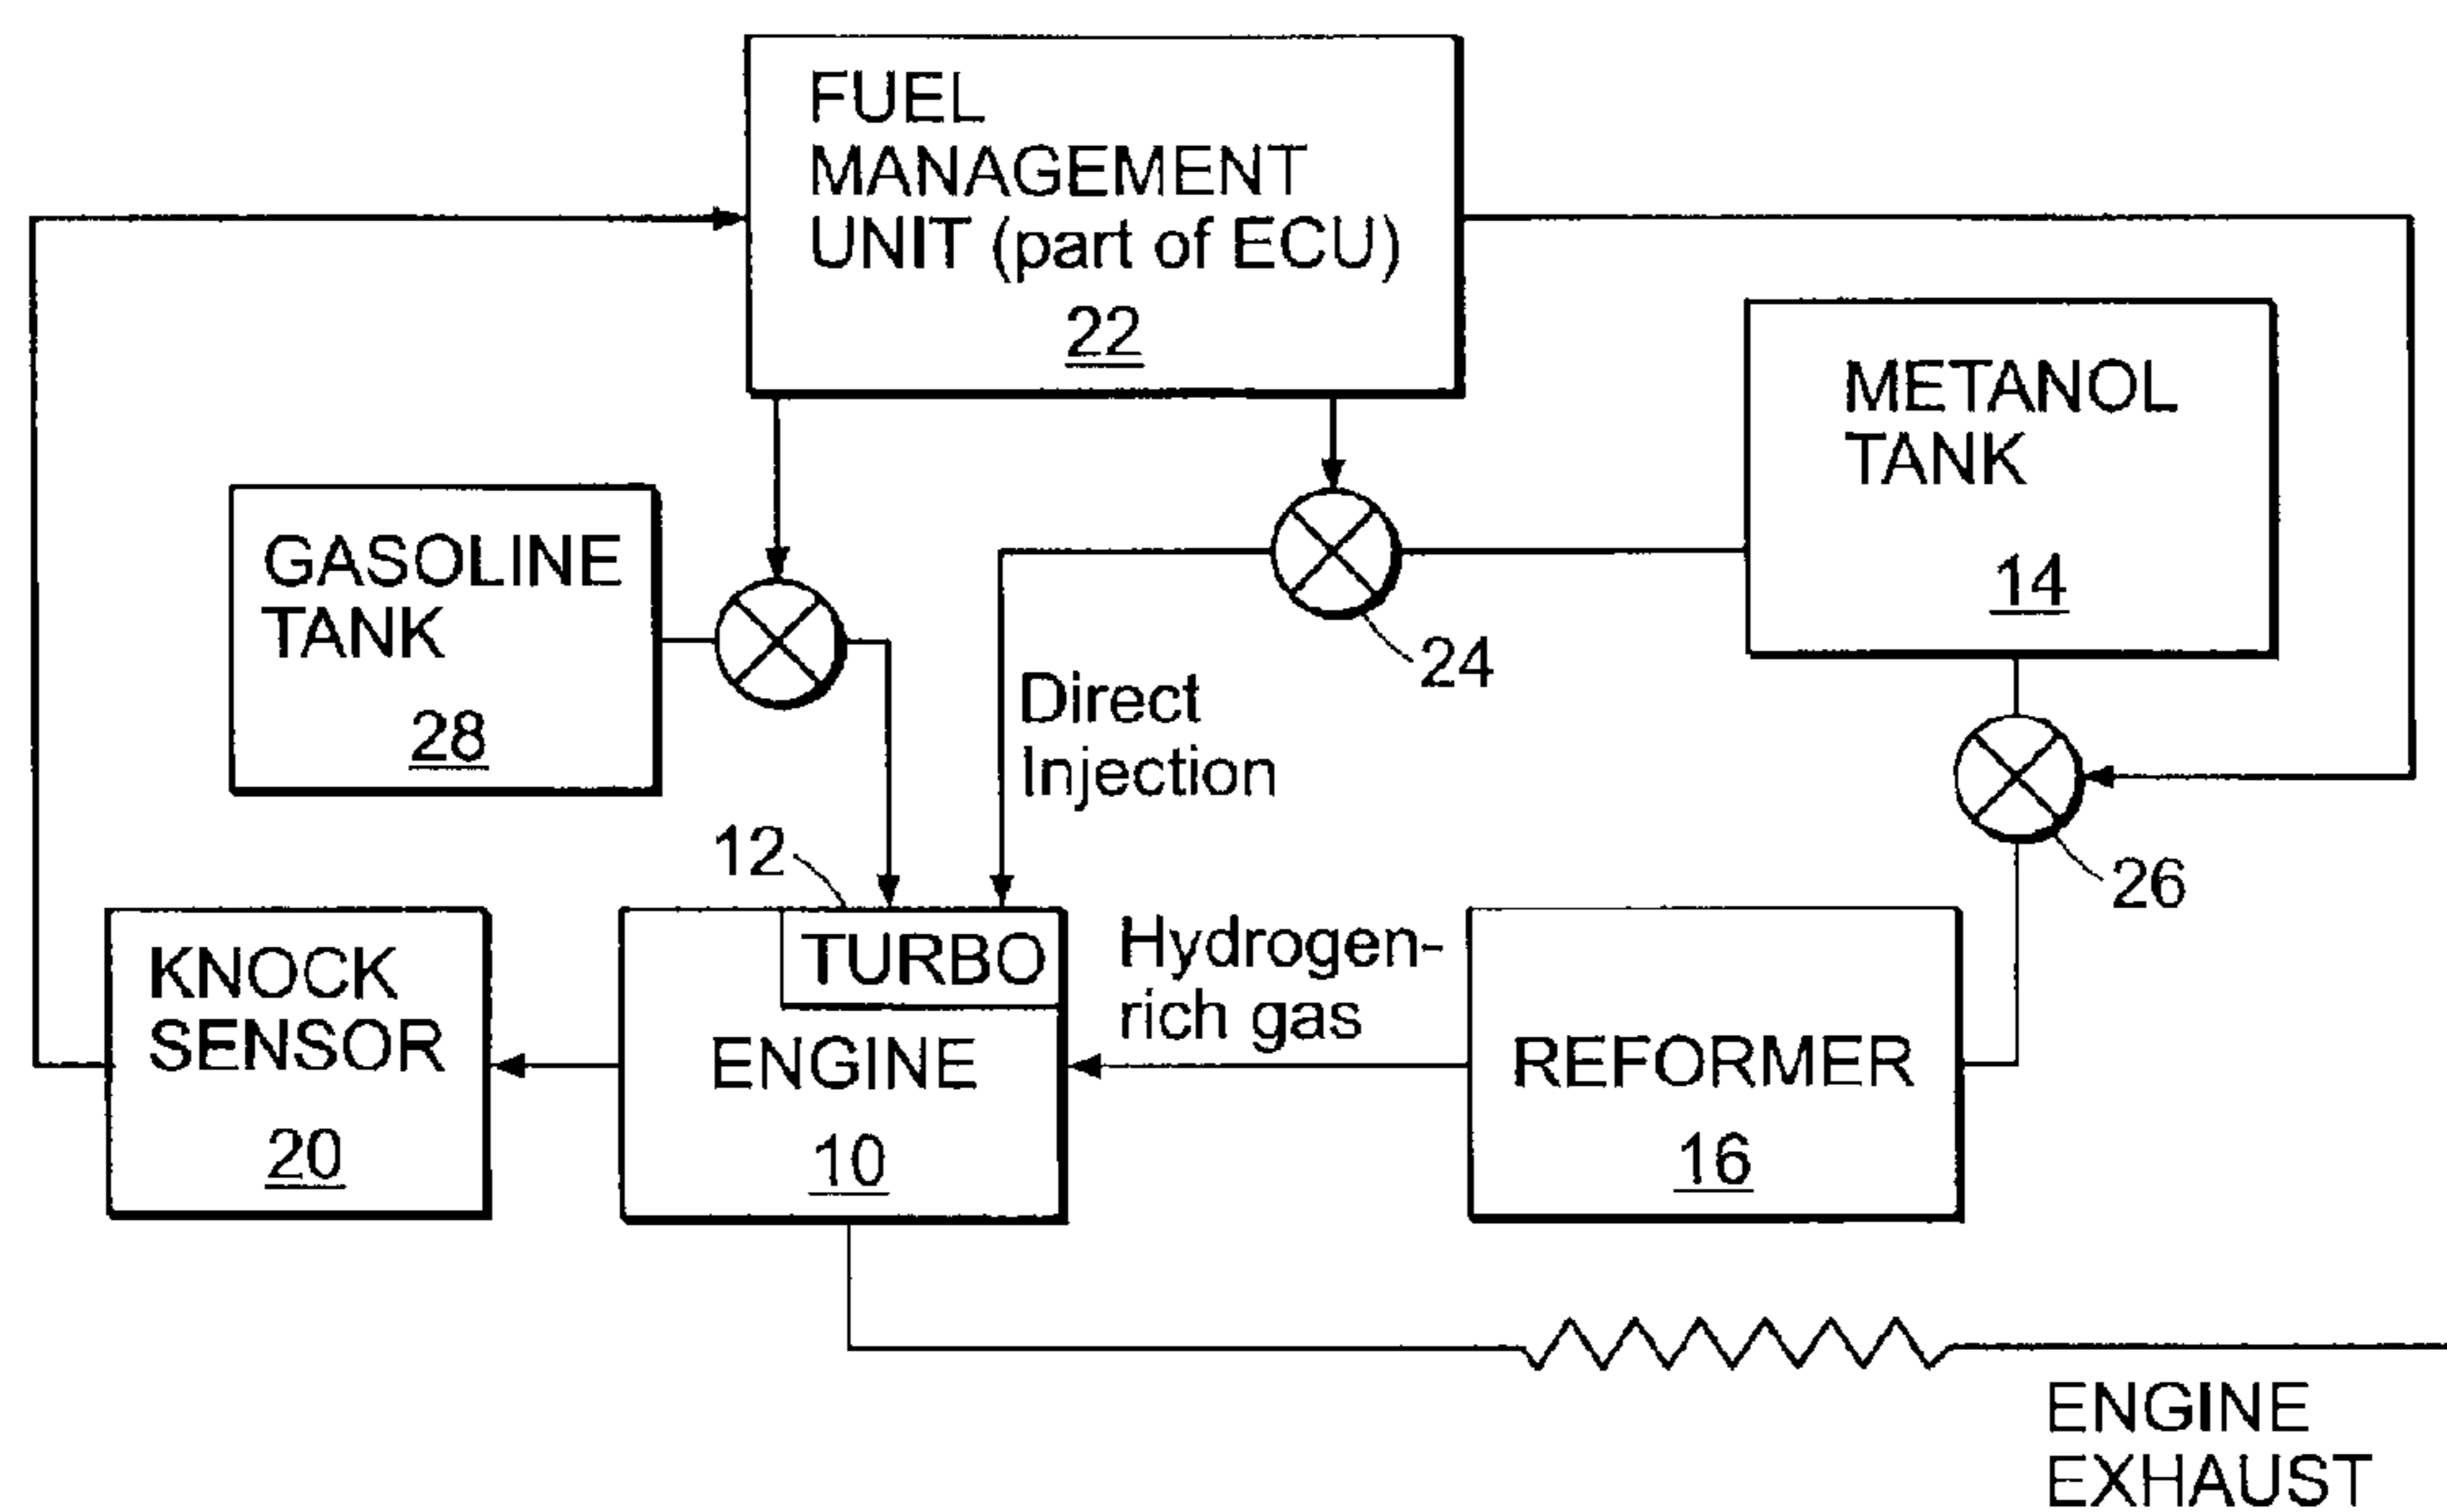 FUEL
MANAGEMENT
UNIT (part of ECU)
22
METANOL
TANK
14
GASOLINE
TANK
28
24
Direct
Injection
12
26
KNOCK
SENSOR
20
TURBO
ENGINE
10
Hydrogen-
rich gas
REFORMER
16
ENGINE
EXHAUST